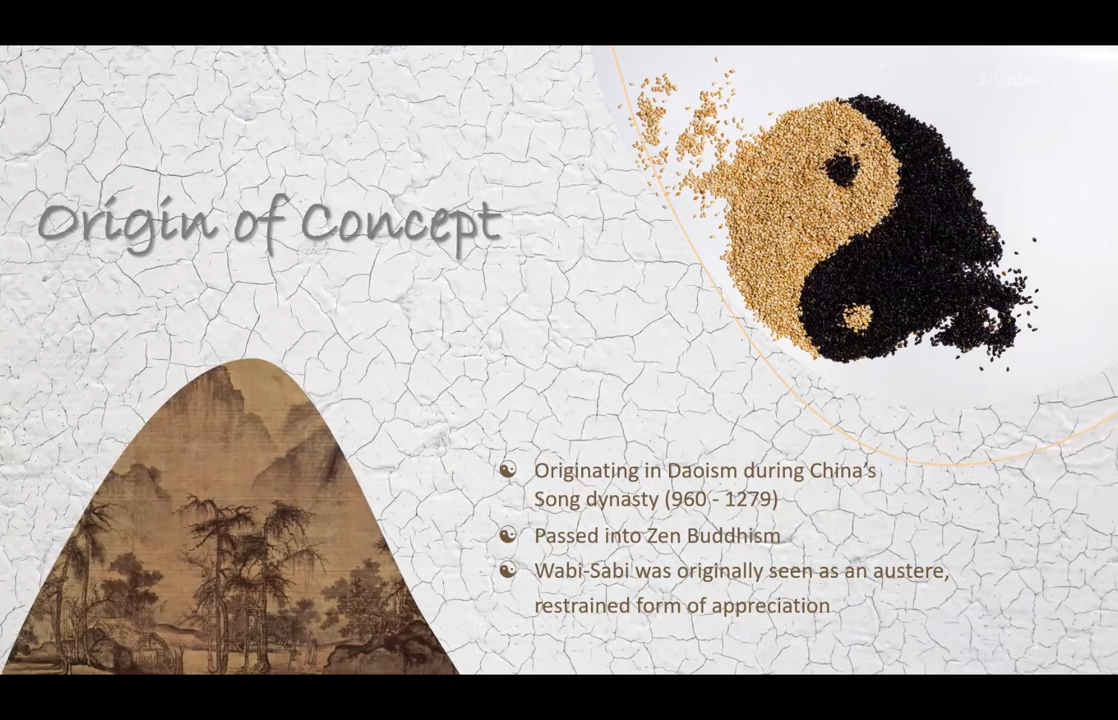 Origin of Concept
Originating in Daoism during China's
Song dynasty (960 - 1279)
Passed into Zen Buddhism
Wabi-Sabi was originally seen as an austere,
restrained form of appreciation